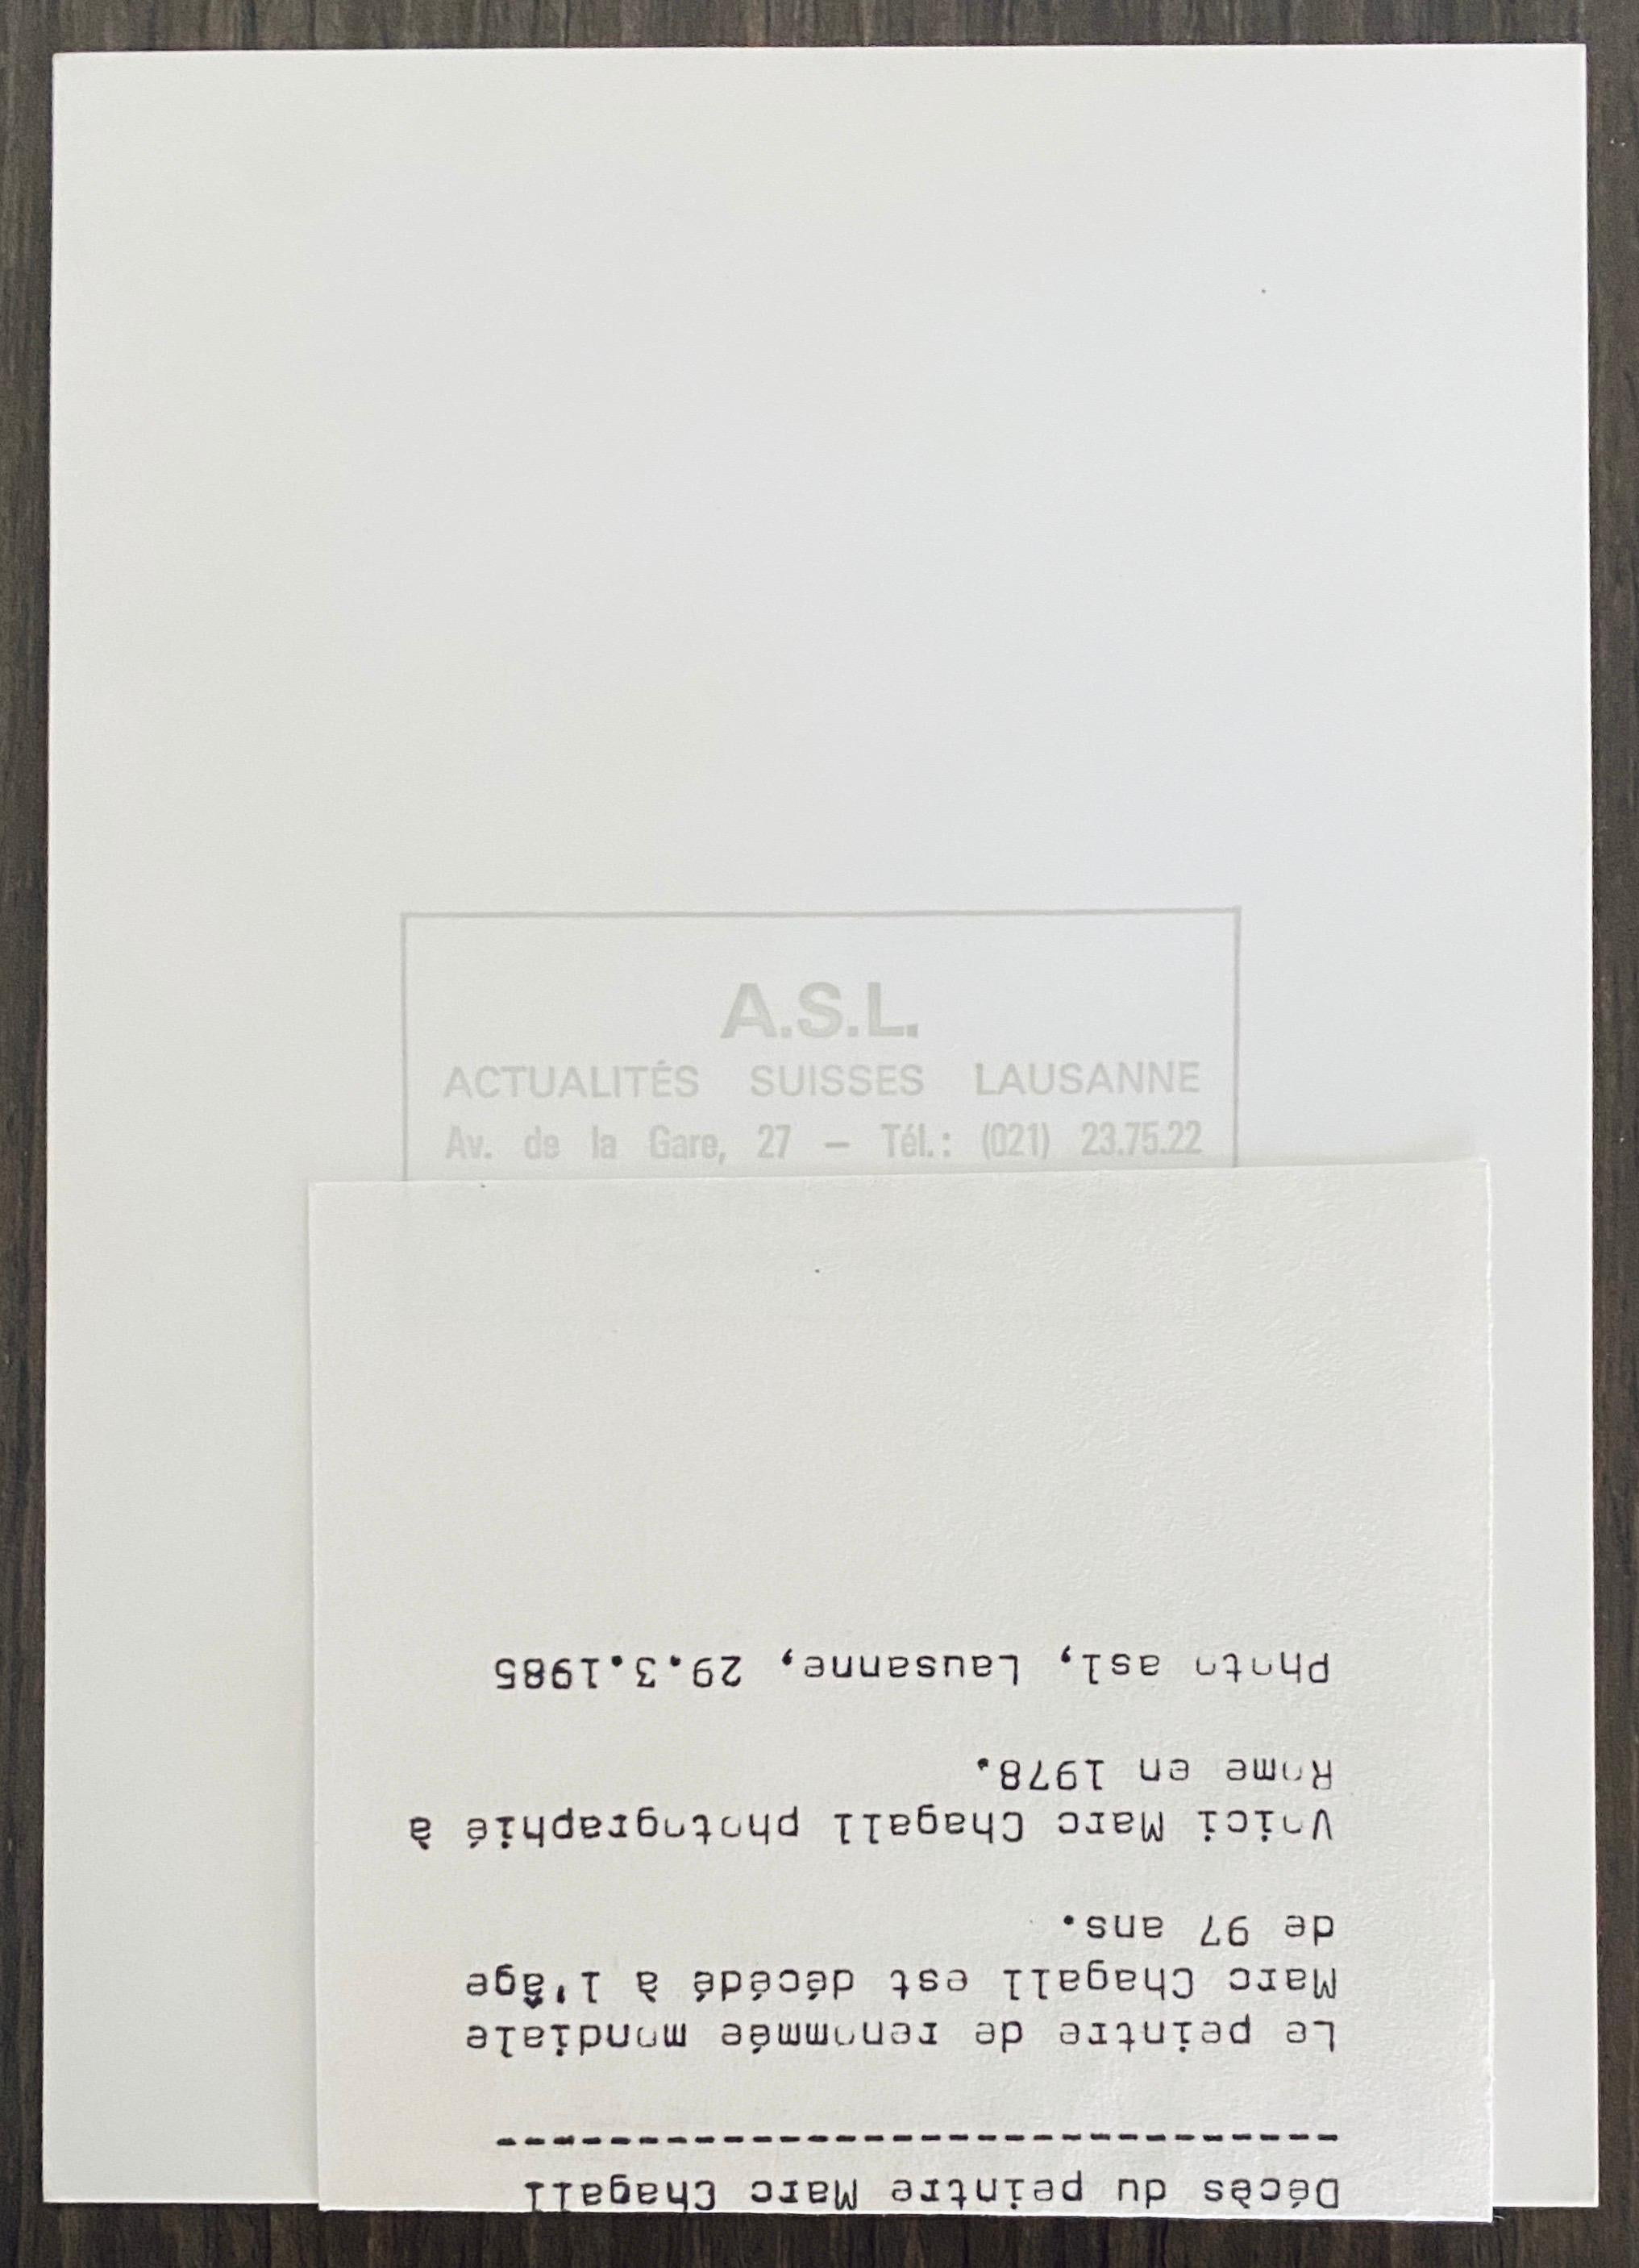 A.S.L.
ACTUALITÉS SUISSES LAUSANNE
Av. de la Gare, 27 – Tél.: (021) 23.75.22
Décès du peintre Marc Chagall
------------------------------
Le peintre de renommée mondiale
Marc Chagall est décédé à l'âge
de 97 ans.
Voici Marc Chagall photographié à
Rome en 1978.
Photo asl, Lausanne, 29.3.1985